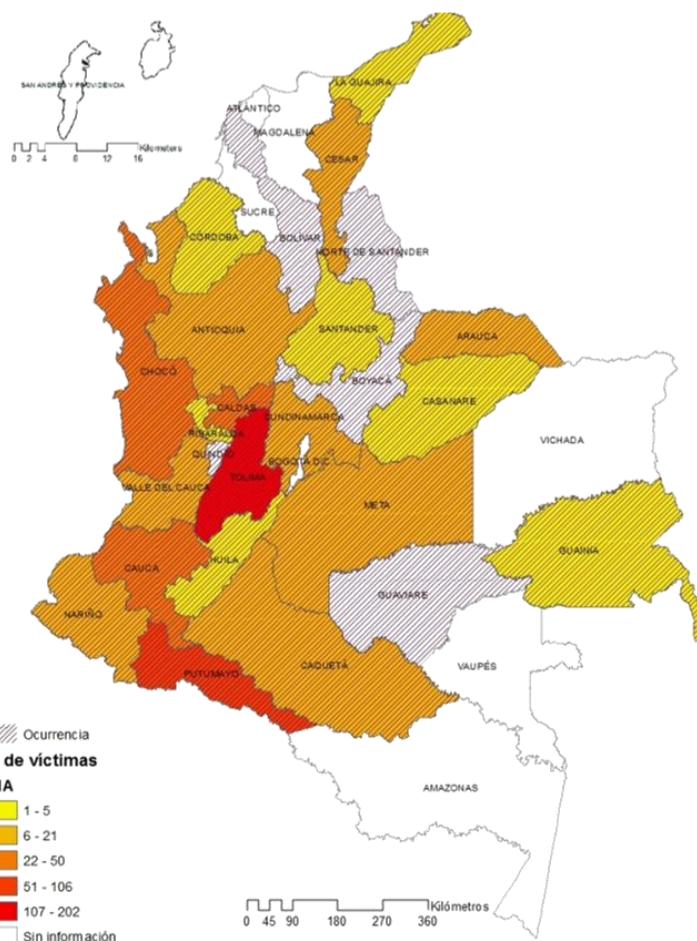 SAN ANDRES Y PROVIDENCIA
Kilometers
0 2 4 8 12 16
LA GUAJIRA
ATLÁNTICO
MAGDALENA
CESAR
SUCRE
CÓRDOBA
BOLÍVAR
NORTE DE SANTANDER
ANTIOQUIA
SANTANDER
ARAUCA
CHOCÓ
BOYACÁ
CASANARE
CALDAS
CUNDINAMARCA
RISARALDA
VICHADA
QUINDÍO
BOGOTÁ D.C.
TOLIMA
VALLE DEL CAUCA
META
GUAINÍA
HUILA
CAUCA
GUAVIARE
NARIÑO
CAQUETÁ
VAUPÉS
PUTUMAYO
Ocurrencia
de víctimas
AMAZONAS
1 - 5
6 - 21
22 - 50
51 - 106
107 - 202
Sin información
Kilómetros
0 45 90 180 270 360